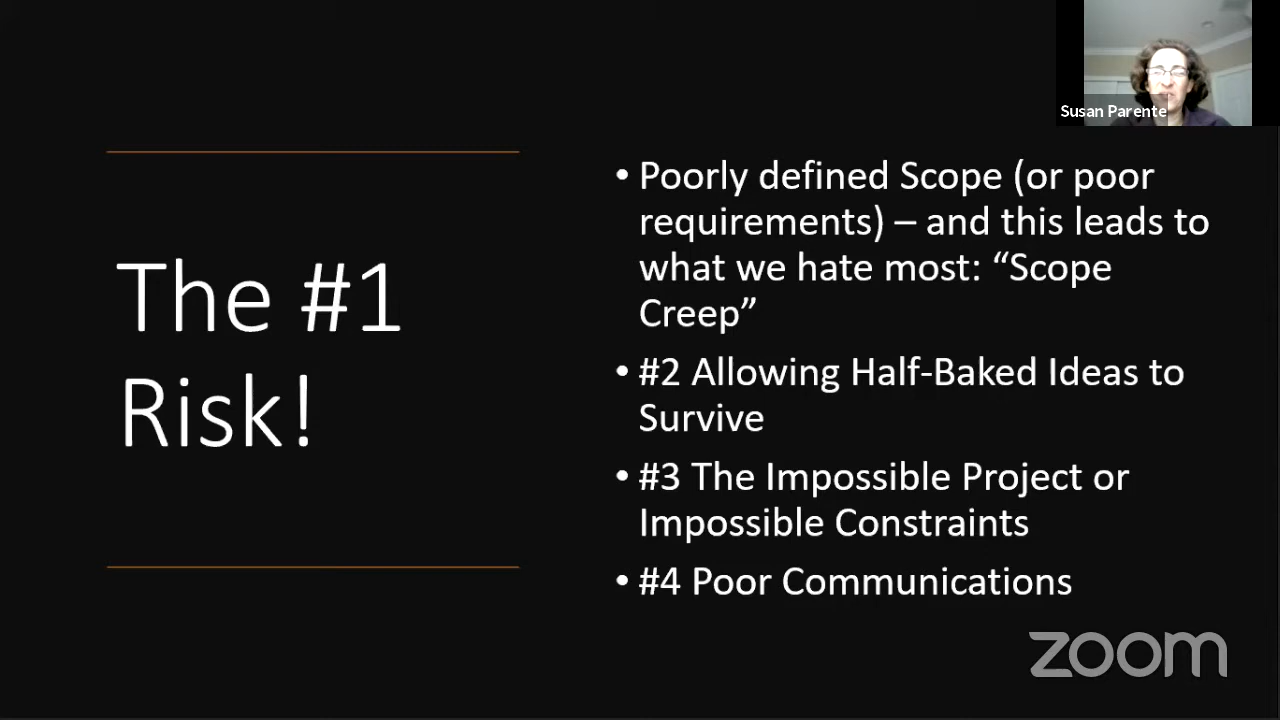 Susan Parente
The #1
Risk!
• Poorly defined Scope (or poor
requirements) – and this leads to
what we hate most: “Scope
Creep”
• #2 Allowing Half-Baked Ideas to
Survive
• #3 The Impossible Project or
Impossible Constraints
• #4 Poor Communications
zoom